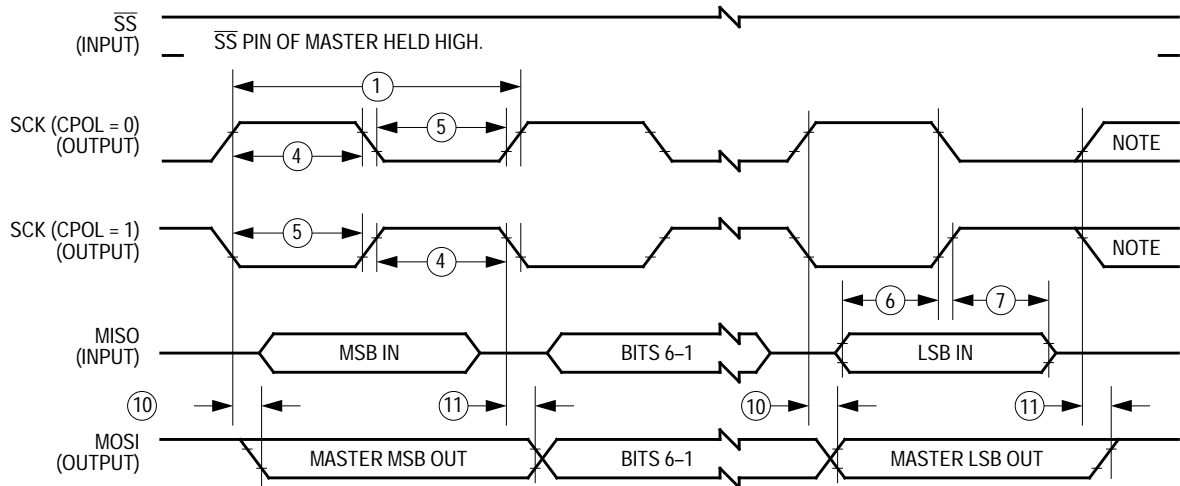 S̅S̅
(INPUT)
S̅S̅ PIN OF MASTER HELD HIGH.
1
SCK (CPOL = 0)
(OUTPUT)
5
4
NOTE
SCK (CPOL = 1)
(OUTPUT)
5
4
NOTE
6
7
MISO
(INPUT)
MSB IN
BITS 6–1
LSB IN
10
11
10
11
MOSI
(OUTPUT)
MASTER MSB OUT
BITS 6–1
MASTER LSB OUT